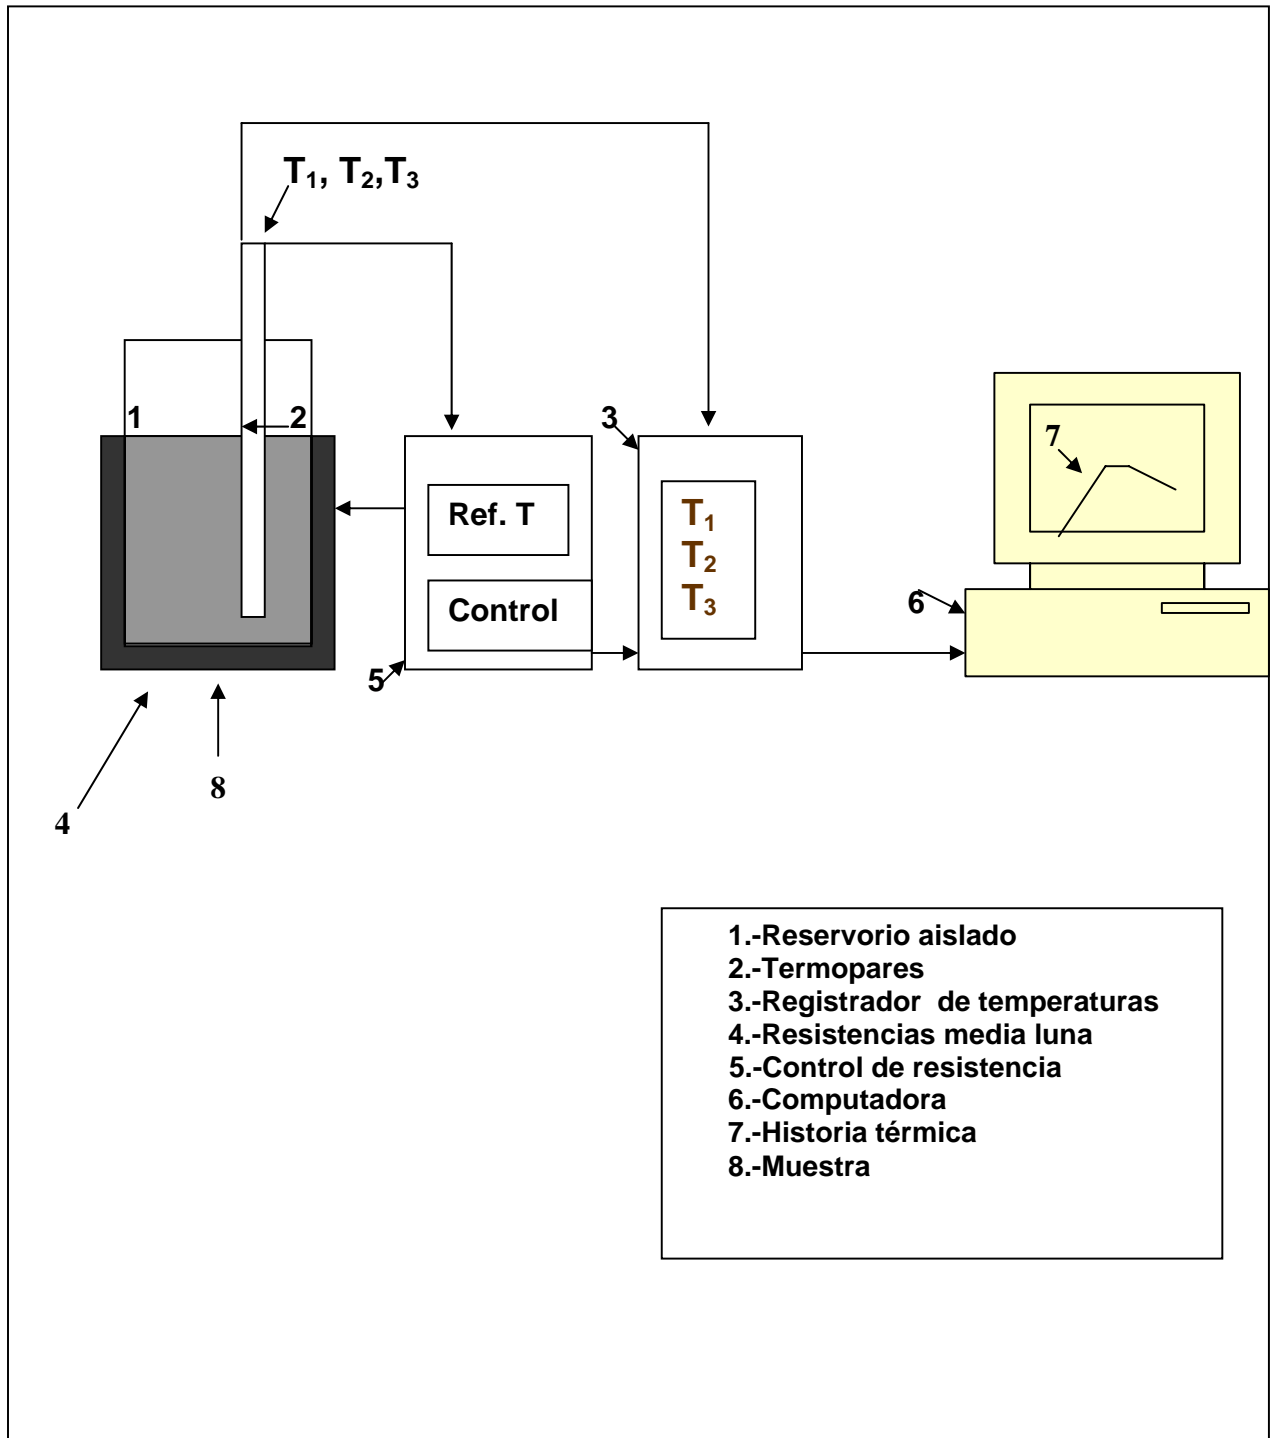 T₁, T₂,T₃
1
2
3
7
Ref. T
T₁
T₂
T₃
Control
6
5
8
4
1.-Reservorio aislado
2.-Termopares
3.-Registrador de temperaturas
4.-Resistencias media luna
5.-Control de resistencia
6.-Computadora
7.-Historia térmica
8.-Muestra